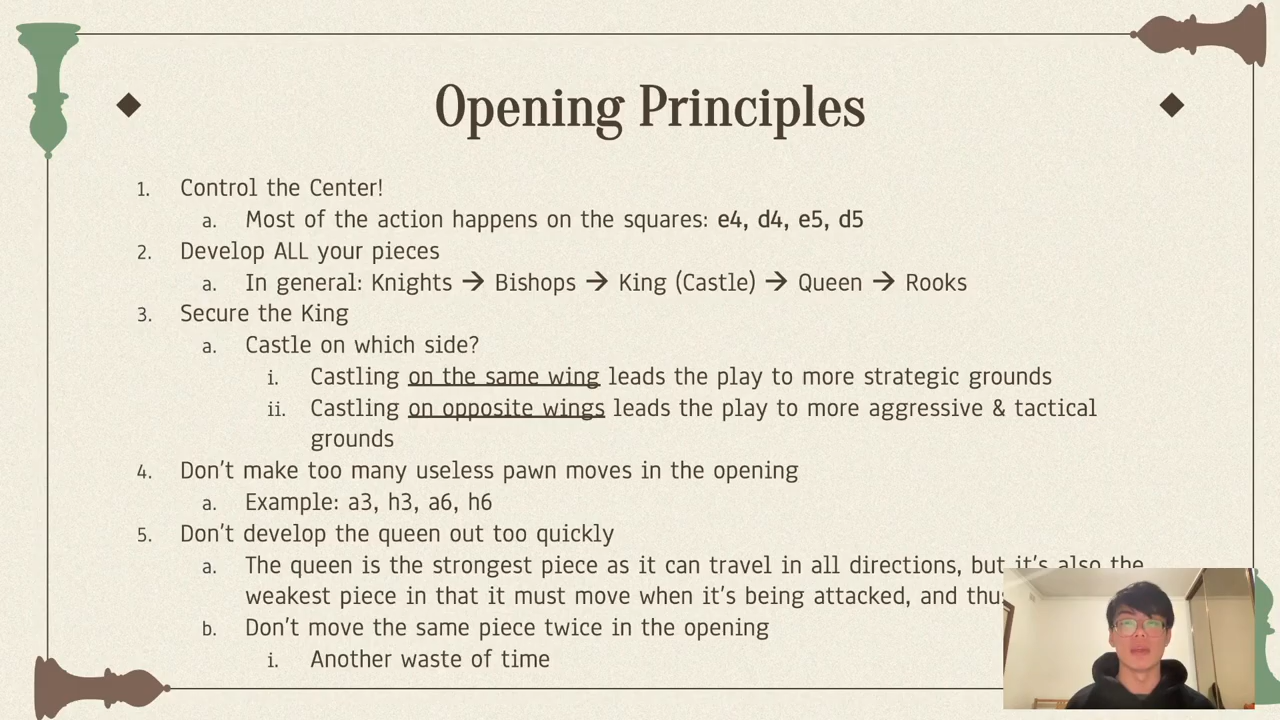 Opening Principles
1. Control the Center!
a. Most of the action happens on the squares: e4, d4, e5, d5
2. Develop ALL your pieces
a. In general: Knights → Bishops → King (Castle) → Queen → Rooks
3. Secure the King
a. Castle on which side?
i. Castling on the same wing leads the play to more strategic grounds
ii. Castling on opposite wings leads the play to more aggressive & tactical
grounds
4. Don't make too many useless pawn moves in the opening
a. Example: a3, h3, a6, h6
5. Don't develop the queen out too quickly
a. The queen is the strongest piece as it can travel in all directions, but it's also the
weakest piece in that it must move when it's being attacked, and thus
b. Don't move the same piece twice in the opening
i. Another waste of time